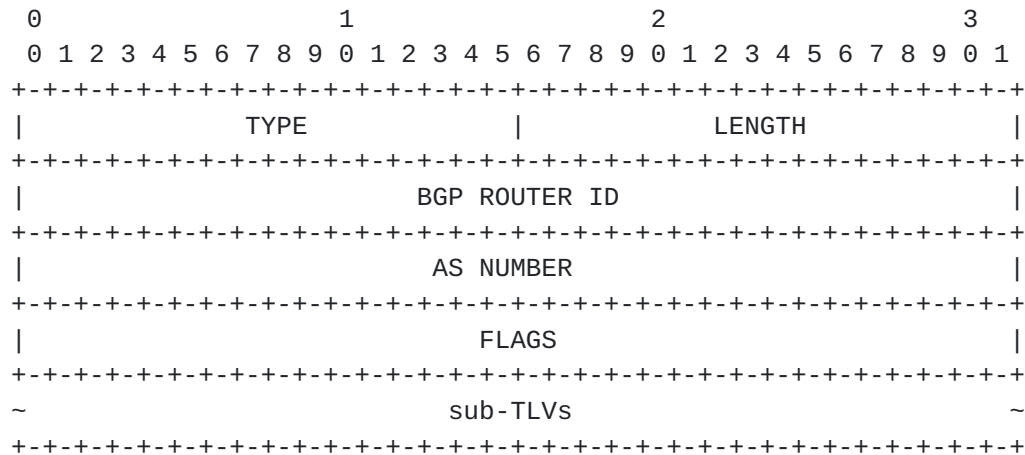 0                   1                   2                   3
 0 1 2 3 4 5 6 7 8 9 0 1 2 3 4 5 6 7 8 9 0 1 2 3 4 5 6 7 8 9 0 1
+-+-+-+-+-+-+-+-+-+-+-+-+-+-+-+-+-+-+-+-+-+-+-+-+-+-+-+-+-+-+-+-+
|              TYPE             |            LENGTH             |
+-+-+-+-+-+-+-+-+-+-+-+-+-+-+-+-+-+-+-+-+-+-+-+-+-+-+-+-+-+-+-+-+
|                         BGP ROUTER ID                         |
+-+-+-+-+-+-+-+-+-+-+-+-+-+-+-+-+-+-+-+-+-+-+-+-+-+-+-+-+-+-+-+-+
|                          AS NUMBER                            |
+-+-+-+-+-+-+-+-+-+-+-+-+-+-+-+-+-+-+-+-+-+-+-+-+-+-+-+-+-+-+-+-+
|                             FLAGS                             |
+-+-+-+-+-+-+-+-+-+-+-+-+-+-+-+-+-+-+-+-+-+-+-+-+-+-+-+-+-+-+-+-+
~                           sub-TLVs                            ~
+-+-+-+-+-+-+-+-+-+-+-+-+-+-+-+-+-+-+-+-+-+-+-+-+-+-+-+-+-+-+-+-+